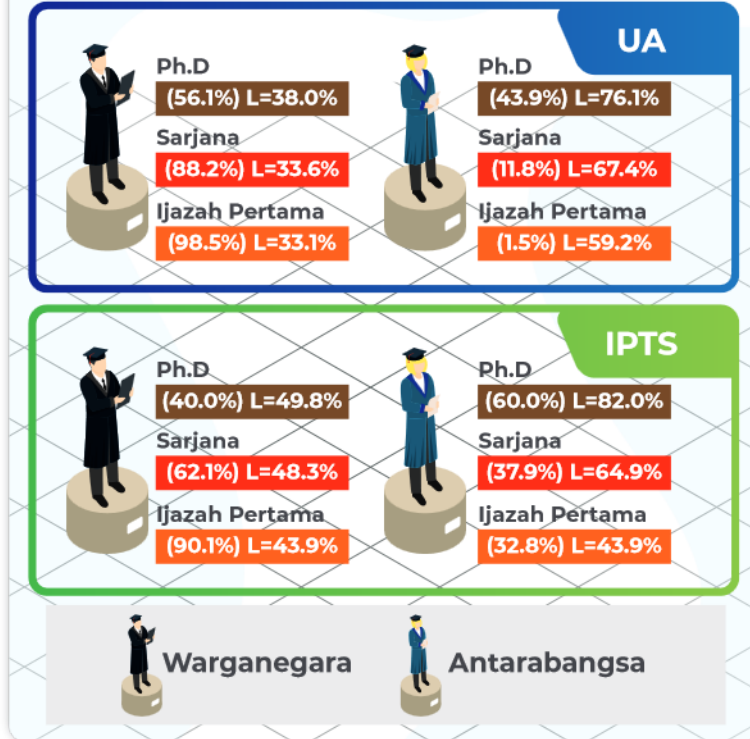 UA
Ph.D
(56.1%) L=38.0%
Sarjana
(88.2%) L=33.6%
Ijazah Pertama
(98.5%) L=33.1%
Ph.D
(43.9%) L=76.1%
Sarjana
(11.8%) L=67.4%
Ijazah Pertama
(1.5%) L=59.2%
IPTS
Ph.D
(40.0%) L=49.8%
Sarjana
(62.1%) L=48.3%
Ijazah Pertama
(90.1%) L=43.9%
Ph.D
(60.0%) L=82.0%
Sarjana
(37.9%) L=64.9%
Ijazah Pertama
(32.8%) L=43.9%
Warganegara
Antarabangsa